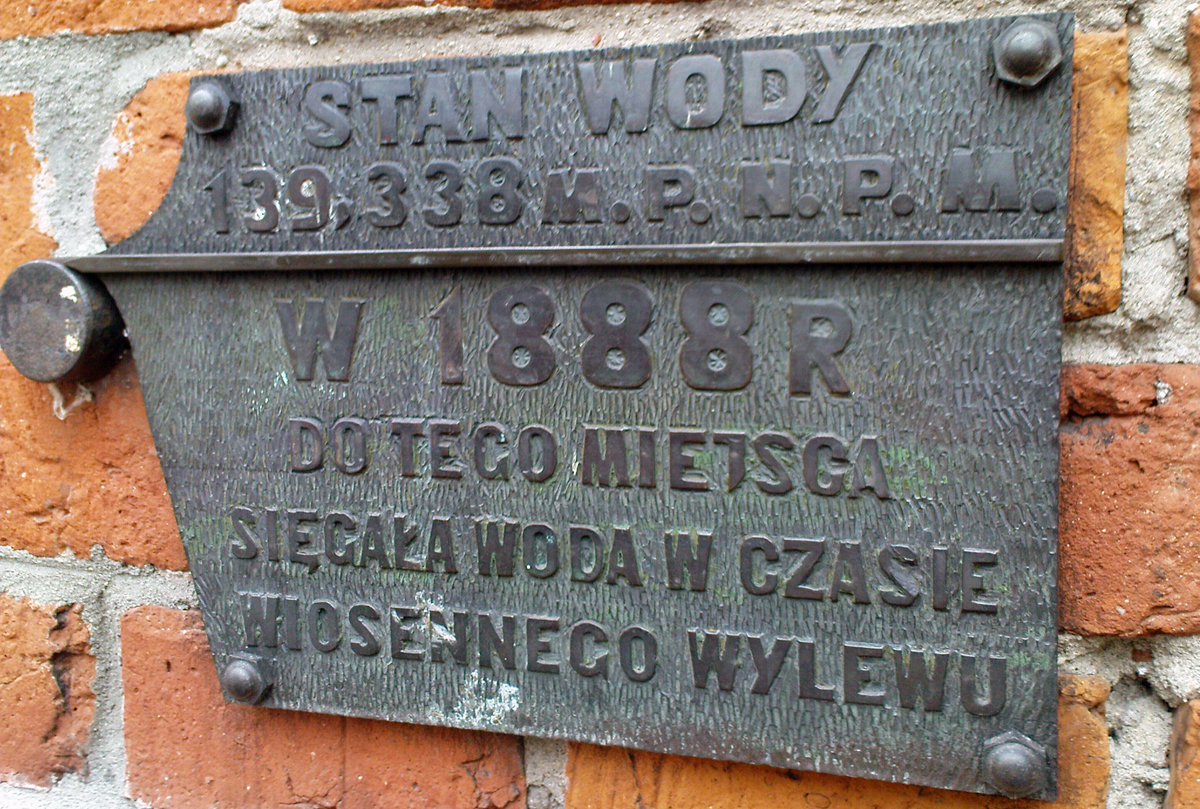 STAN WODY
139,338 M. P. N. P. M.
W 1888 R
DO TEGO MIEJSCA
SIĘGAŁA WODA W CZASIE
WIOSENNEGO WYLEWU